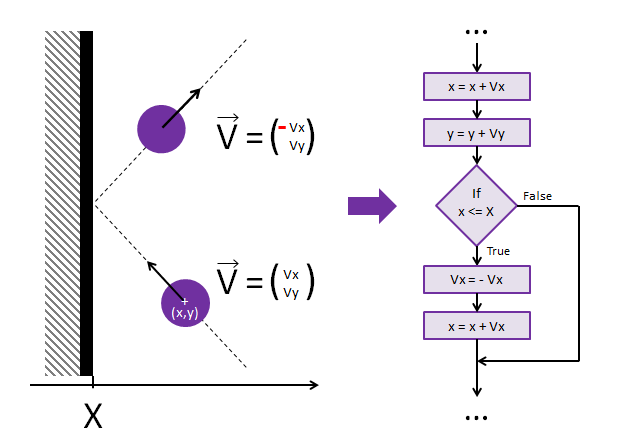 V = (- Vx
Vy)
V = ( Vx
Vy )
+
(x,y)
X
...
x = x + Vx
y = y + Vy
If
x <= X
False
True
Vx = - Vx
x = x + Vx
...